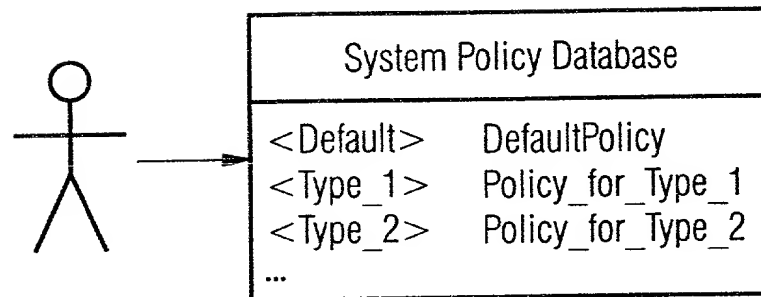 System Policy Database
<Default> DefaultPolicy
<Type_1> Policy_for_Type_1
<Type_2> Policy_for_Type_2
...